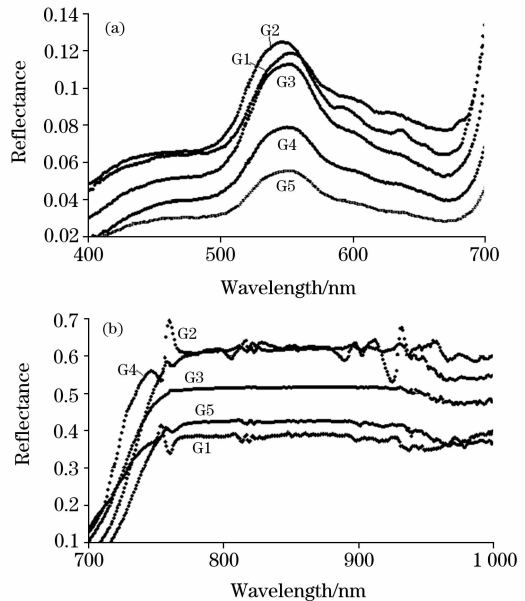 0.14
(a)
G2
0.12
G1
G3
0.10
Reflectance
0.08
G4
0.06
G5
0.04
0.02
400
500
600
700
Wavelength/nm
0.7
(b)
G2
0.6
G4
0.5
G3
Reflectance
G5
0.4
G1
0.3
0.2
0.1
700
800
900
1 000
Wavelength/nm